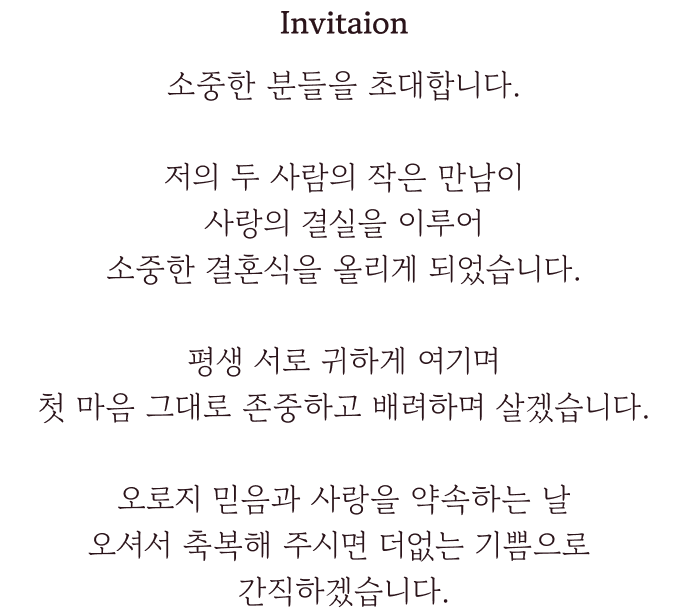 Invitaion
소중한 분들을 초대합니다.
저의 두 사람의 작은 만남이
사랑의 결실을 이루어
소중한 결혼식을 올리게 되었습니다.
평생 서로 귀하게 여기며
첫 마음 그대로 존중하고 배려하며 살겠습니다.
오로지 믿음과 사랑을 약속하는 날
오셔서 축복해 주시면 더없는 기쁨으로
간직하겠습니다.